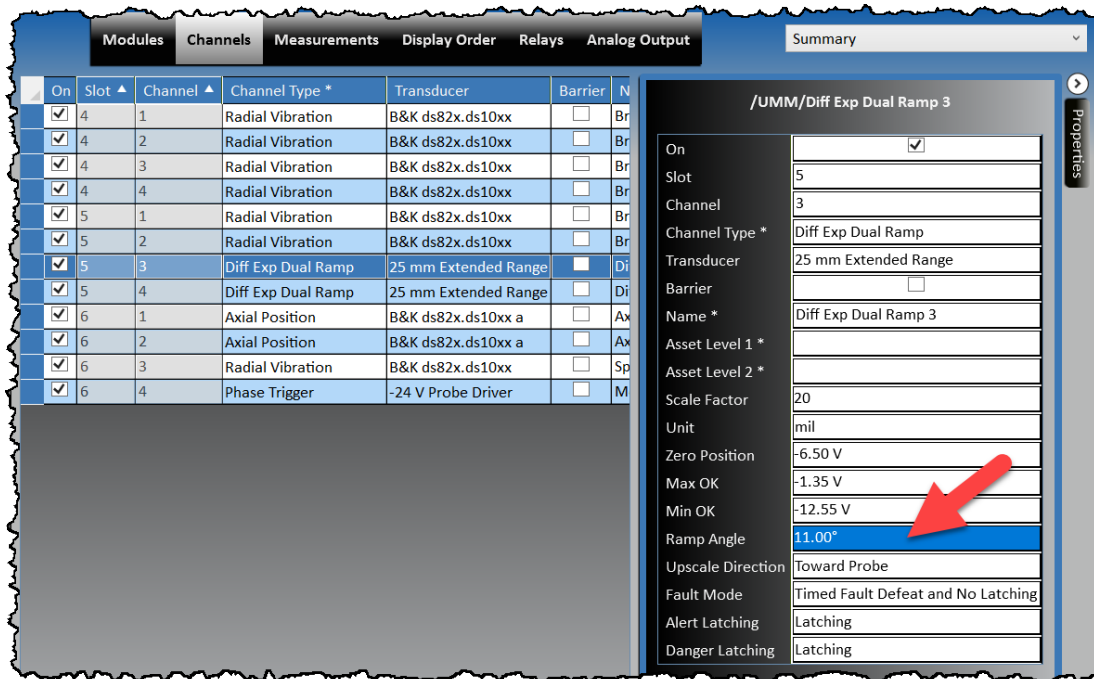 Modules Channels Measurements Display Order Relays Analog Output
Summary
On Slot Channel Channel Type * Transducer Barrier N
4 1 Radial Vibration B&K ds82x.ds10xx Br
4 2 Radial Vibration B&K ds82x.ds10xx Br
4 3 Radial Vibration B&K ds82x.ds10xx Br
4 4 Radial Vibration B&K ds82x.ds10xx Br
5 1 Radial Vibration B&K ds82x.ds10xx Br
5 2 Radial Vibration B&K ds82x.ds10xx Br
5 3 Diff Exp Dual Ramp 25 mm Extended Range Di
5 4 Diff Exp Dual Ramp 25 mm Extended Range Di
6 1 Axial Position B&K ds82x.ds10xx a Ax
6 2 Axial Position B&K ds82x.ds10xx a Ax
6 3 Radial Vibration B&K ds82x.ds10xx Sp
6 4 Phase Trigger -24 V Probe Driver M
/UMM/Diff Exp Dual Ramp 3
On
Slot 5
Channel 3
Channel Type * Diff Exp Dual Ramp
Transducer 25 mm Extended Range
Barrier
Name * Diff Exp Dual Ramp 3
Asset Level 1 *
Asset Level 2 *
Scale Factor 20
Unit mil
Zero Position -6.50 V
Max OK -1.35 V
Min OK -12.55 V
Ramp Angle 11.00°
Upscale Direction Toward Probe
Fault Mode Timed Fault Defeat and No Latching
Alert Latching Latching
Danger Latching Latching
Properties